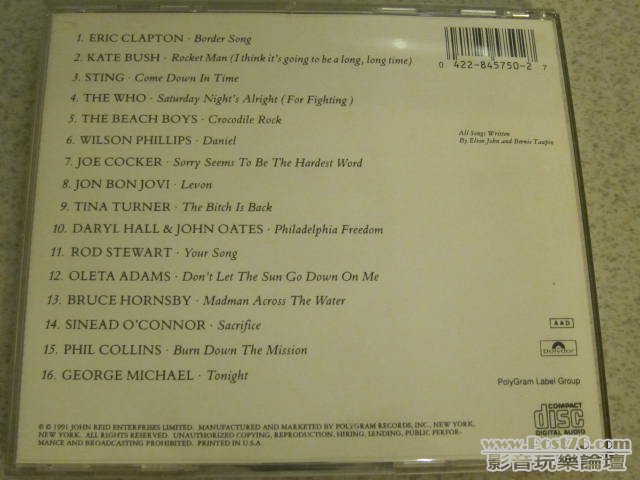 1. ERIC CLAPTON · Border Song
2. KATE BUSH · Rocket Man (I think it's going to be a long, long time)
3. STING · Come Down In Time
4. THE WHO · Saturday Night's Alright (For Fighting)
5. THE BEACH BOYS · Crocodile Rock
6. WILSON PHILLIPS · Daniel
7. JOE COCKER · Sorry Seems To Be The Hardest Word
8. JON BON JOVI · Levon
9. TINA TURNER · The Bitch Is Back
10. DARYL HALL & JOHN OATES · Philadelphia Freedom
11. ROD STEWART · Your Song
12. OLETA ADAMS · Don't Let The Sun Go Down On Me
13. BRUCE HORNSBY · Madman Across The Water
14. SINEAD O'CONNOR · Sacrifice
15. PHIL COLLINS · Burn Down The Mission
16. GEORGE MICHAEL · Tonight
0 422-845750-2 7
All Songs Written
By Elton John and Bernie Taupin
AAD
Polydor
PolyGram Label Group
COMPACT
disc
DIGITAL AUDIO
℗ © 1991 JOHN REID ENTERPRISES LIMITED. MANUFACTURED AND MARKETED BY POLYGRAM RECORDS, INC., NEW YORK,
NEW YORK. ALL RIGHTS RESERVED. UNAUTHORIZED COPYING, REPRODUCTION, HIRING, LENDING, PUBLIC PERFOR-
MANCE AND BROADCASTING PROHIBITED. PRINTED IN U.S.A.
www.Post76.com
影音玩樂論壇